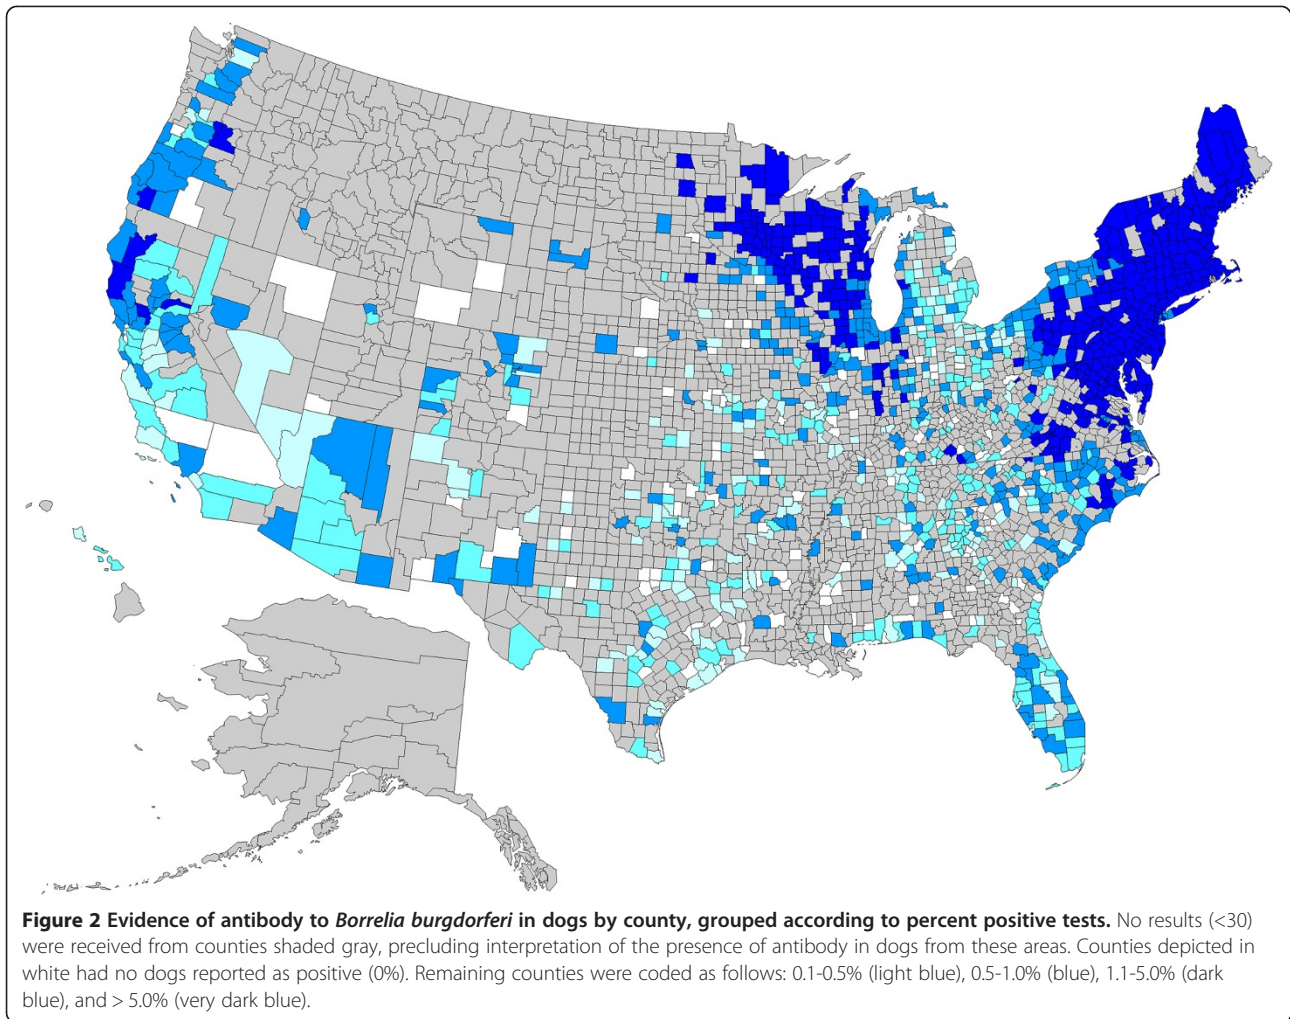 Figure 2 Evidence of antibody to Borrelia burgdorferi in dogs by county, grouped according to percent positive tests. No results (<30)
were received from counties shaded gray, precluding interpretation of the presence of antibody in dogs from these areas. Counties depicted in
white had no dogs reported as positive (0%). Remaining counties were coded as follows: 0.1-0.5% (light blue), 0.5-1.0% (blue), 1.1-5.0% (dark
blue), and > 5.0% (very dark blue).